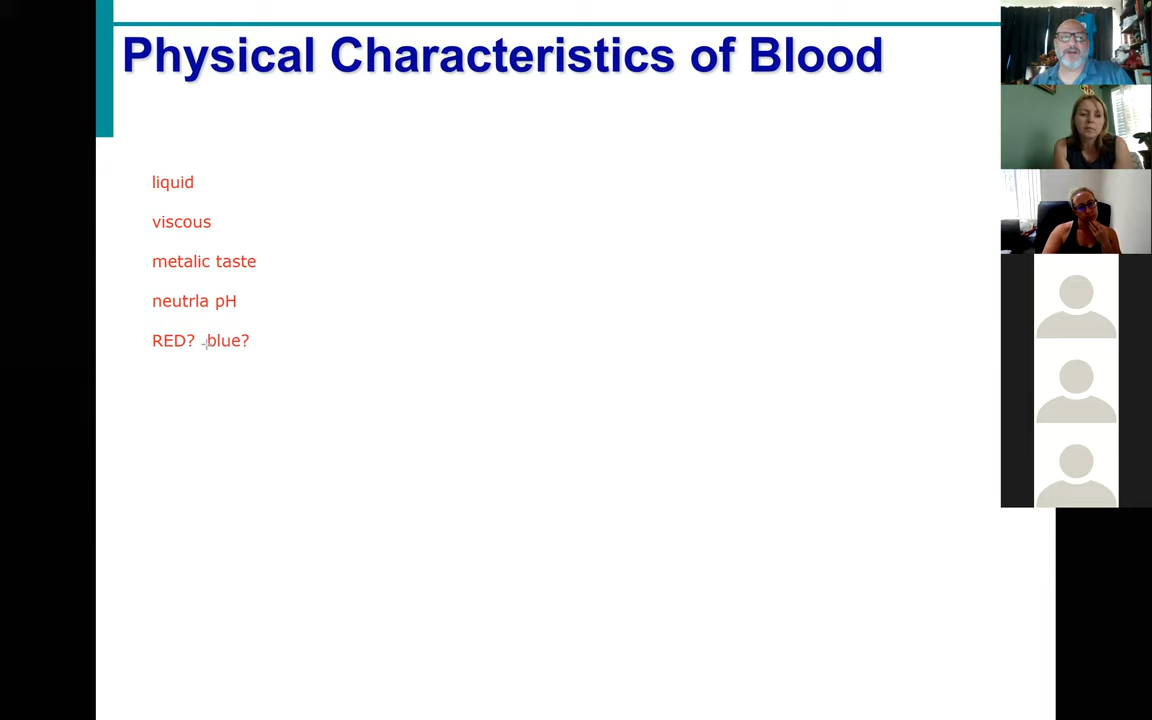 Physical Characteristics of Blood
liquid
viscous
metalic taste
neutrla pH
RED? blue?